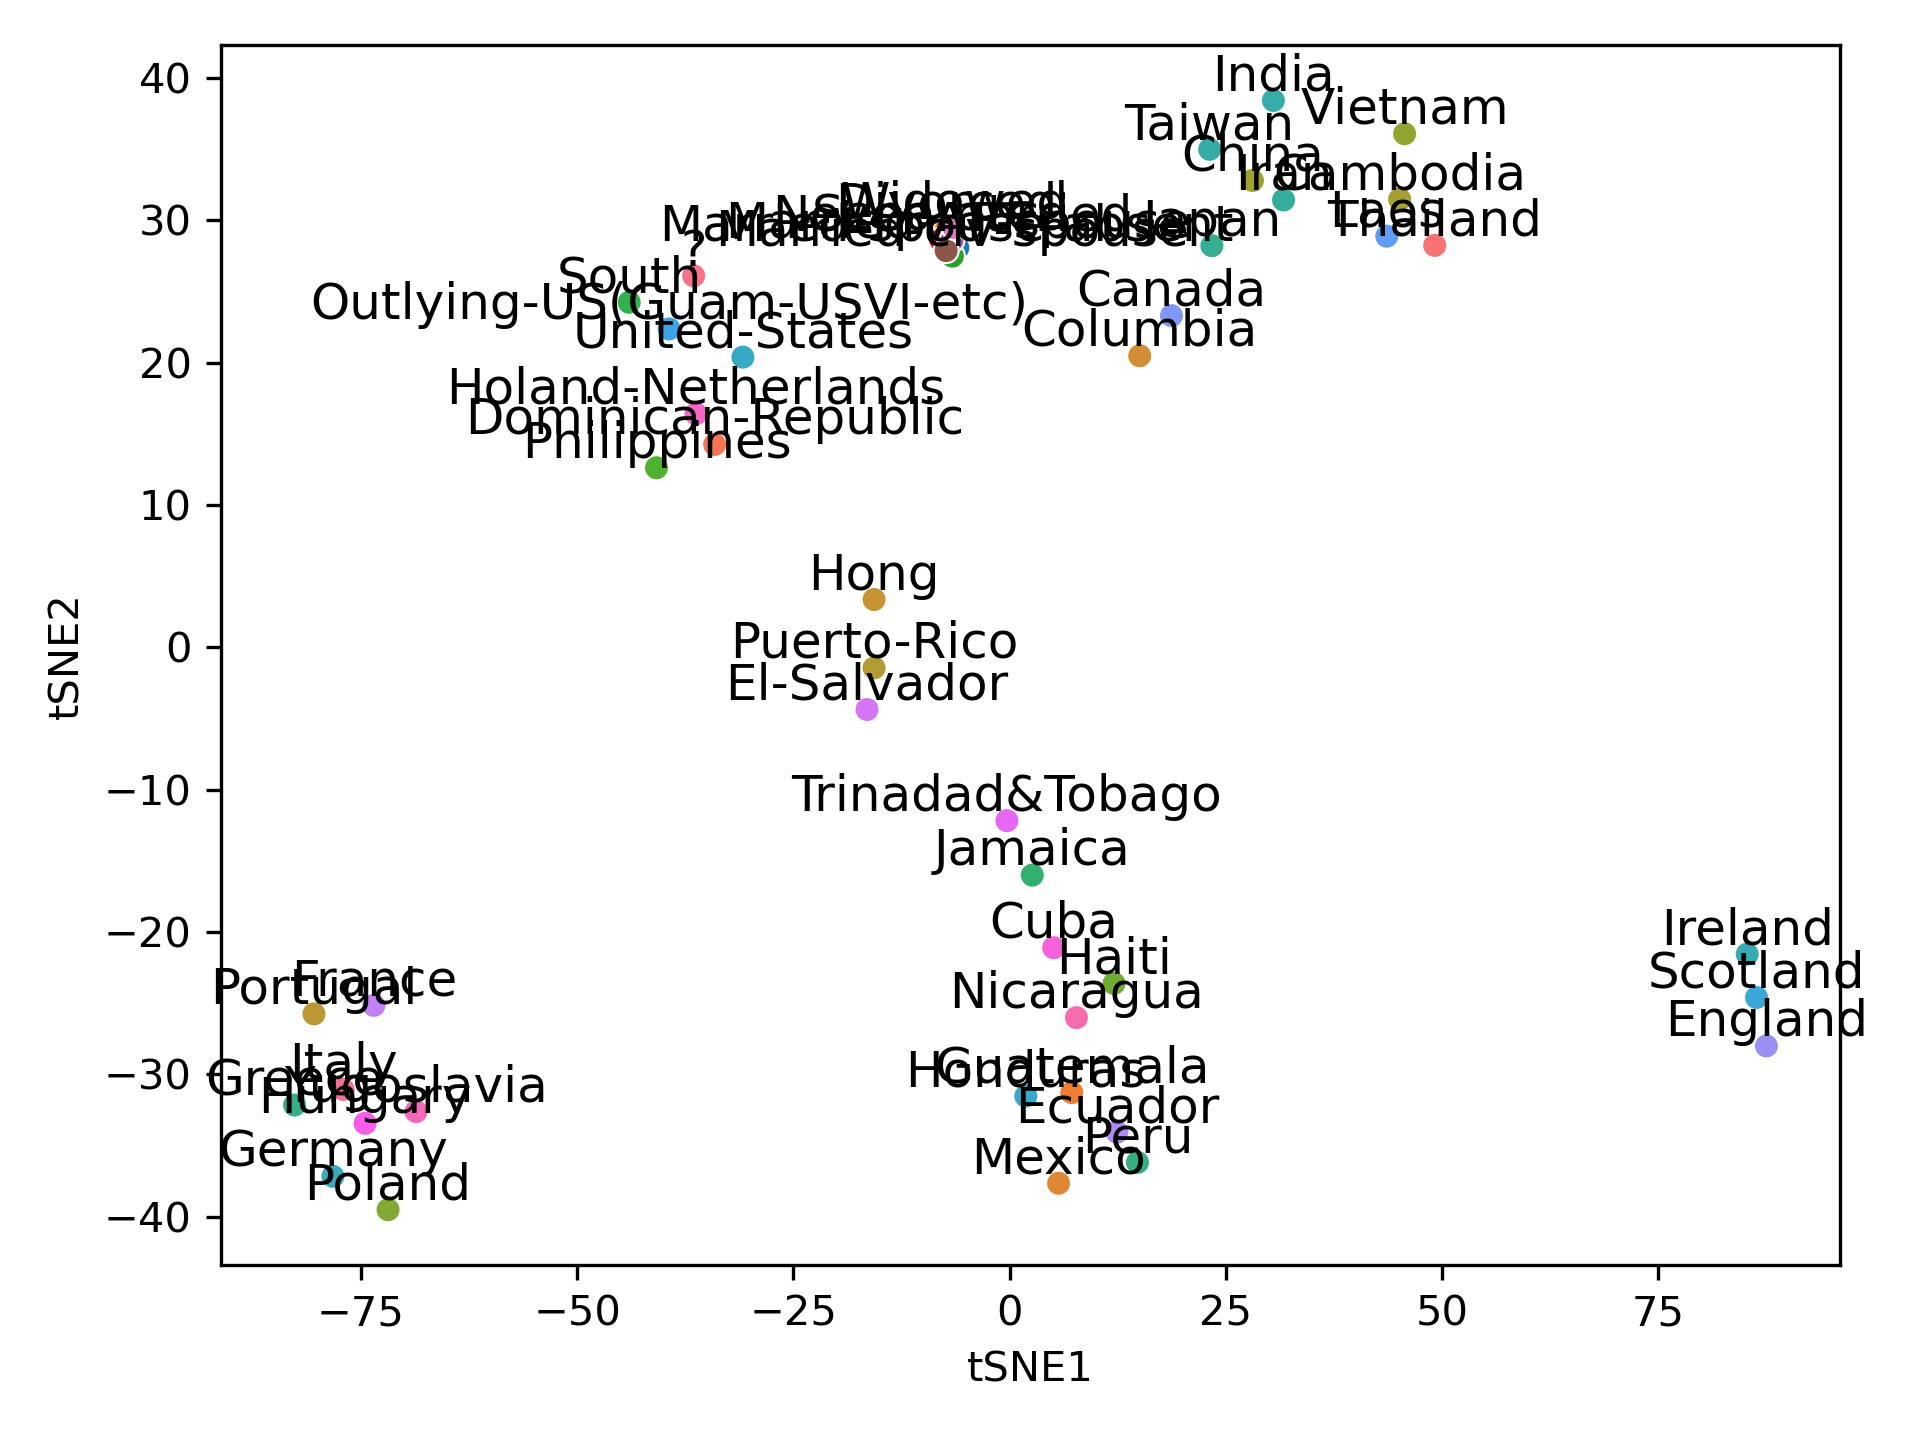 40
30
20
10
0
−10
−20
−30
−40
tSNE2
India
Vietnam
Taiwan
China
Iran
Cambodia
Laos
Thailand
Japan
Widowed
?
South
Outlying-US(Guam-USVI-etc)
United-States
Canada
Columbia
Holand-Netherlands
Dominican-Republic
Philippines
Hong
Puerto-Rico
El-Salvador
Trinadad&Tobago
Jamaica
Cuba
Haiti
Nicaragua
Ireland
Scotland
England
France
Portugal
Italy
Greece
Yugoslavia
Hungary
Germany
Poland
Guatemala
Honduras
Ecuador
Peru
Mexico
−75
−50
−25
0
25
50
75
tSNE1